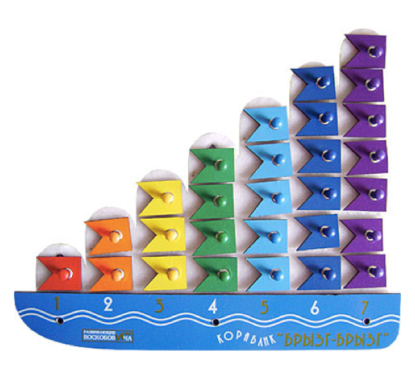 1 2 3 4 5 6 7
РАЗВИВАЮЩИЕ
ВОСКОБОВИЧА
КОРАБЛИК "БРЫЗГ-БРЫЗГ"